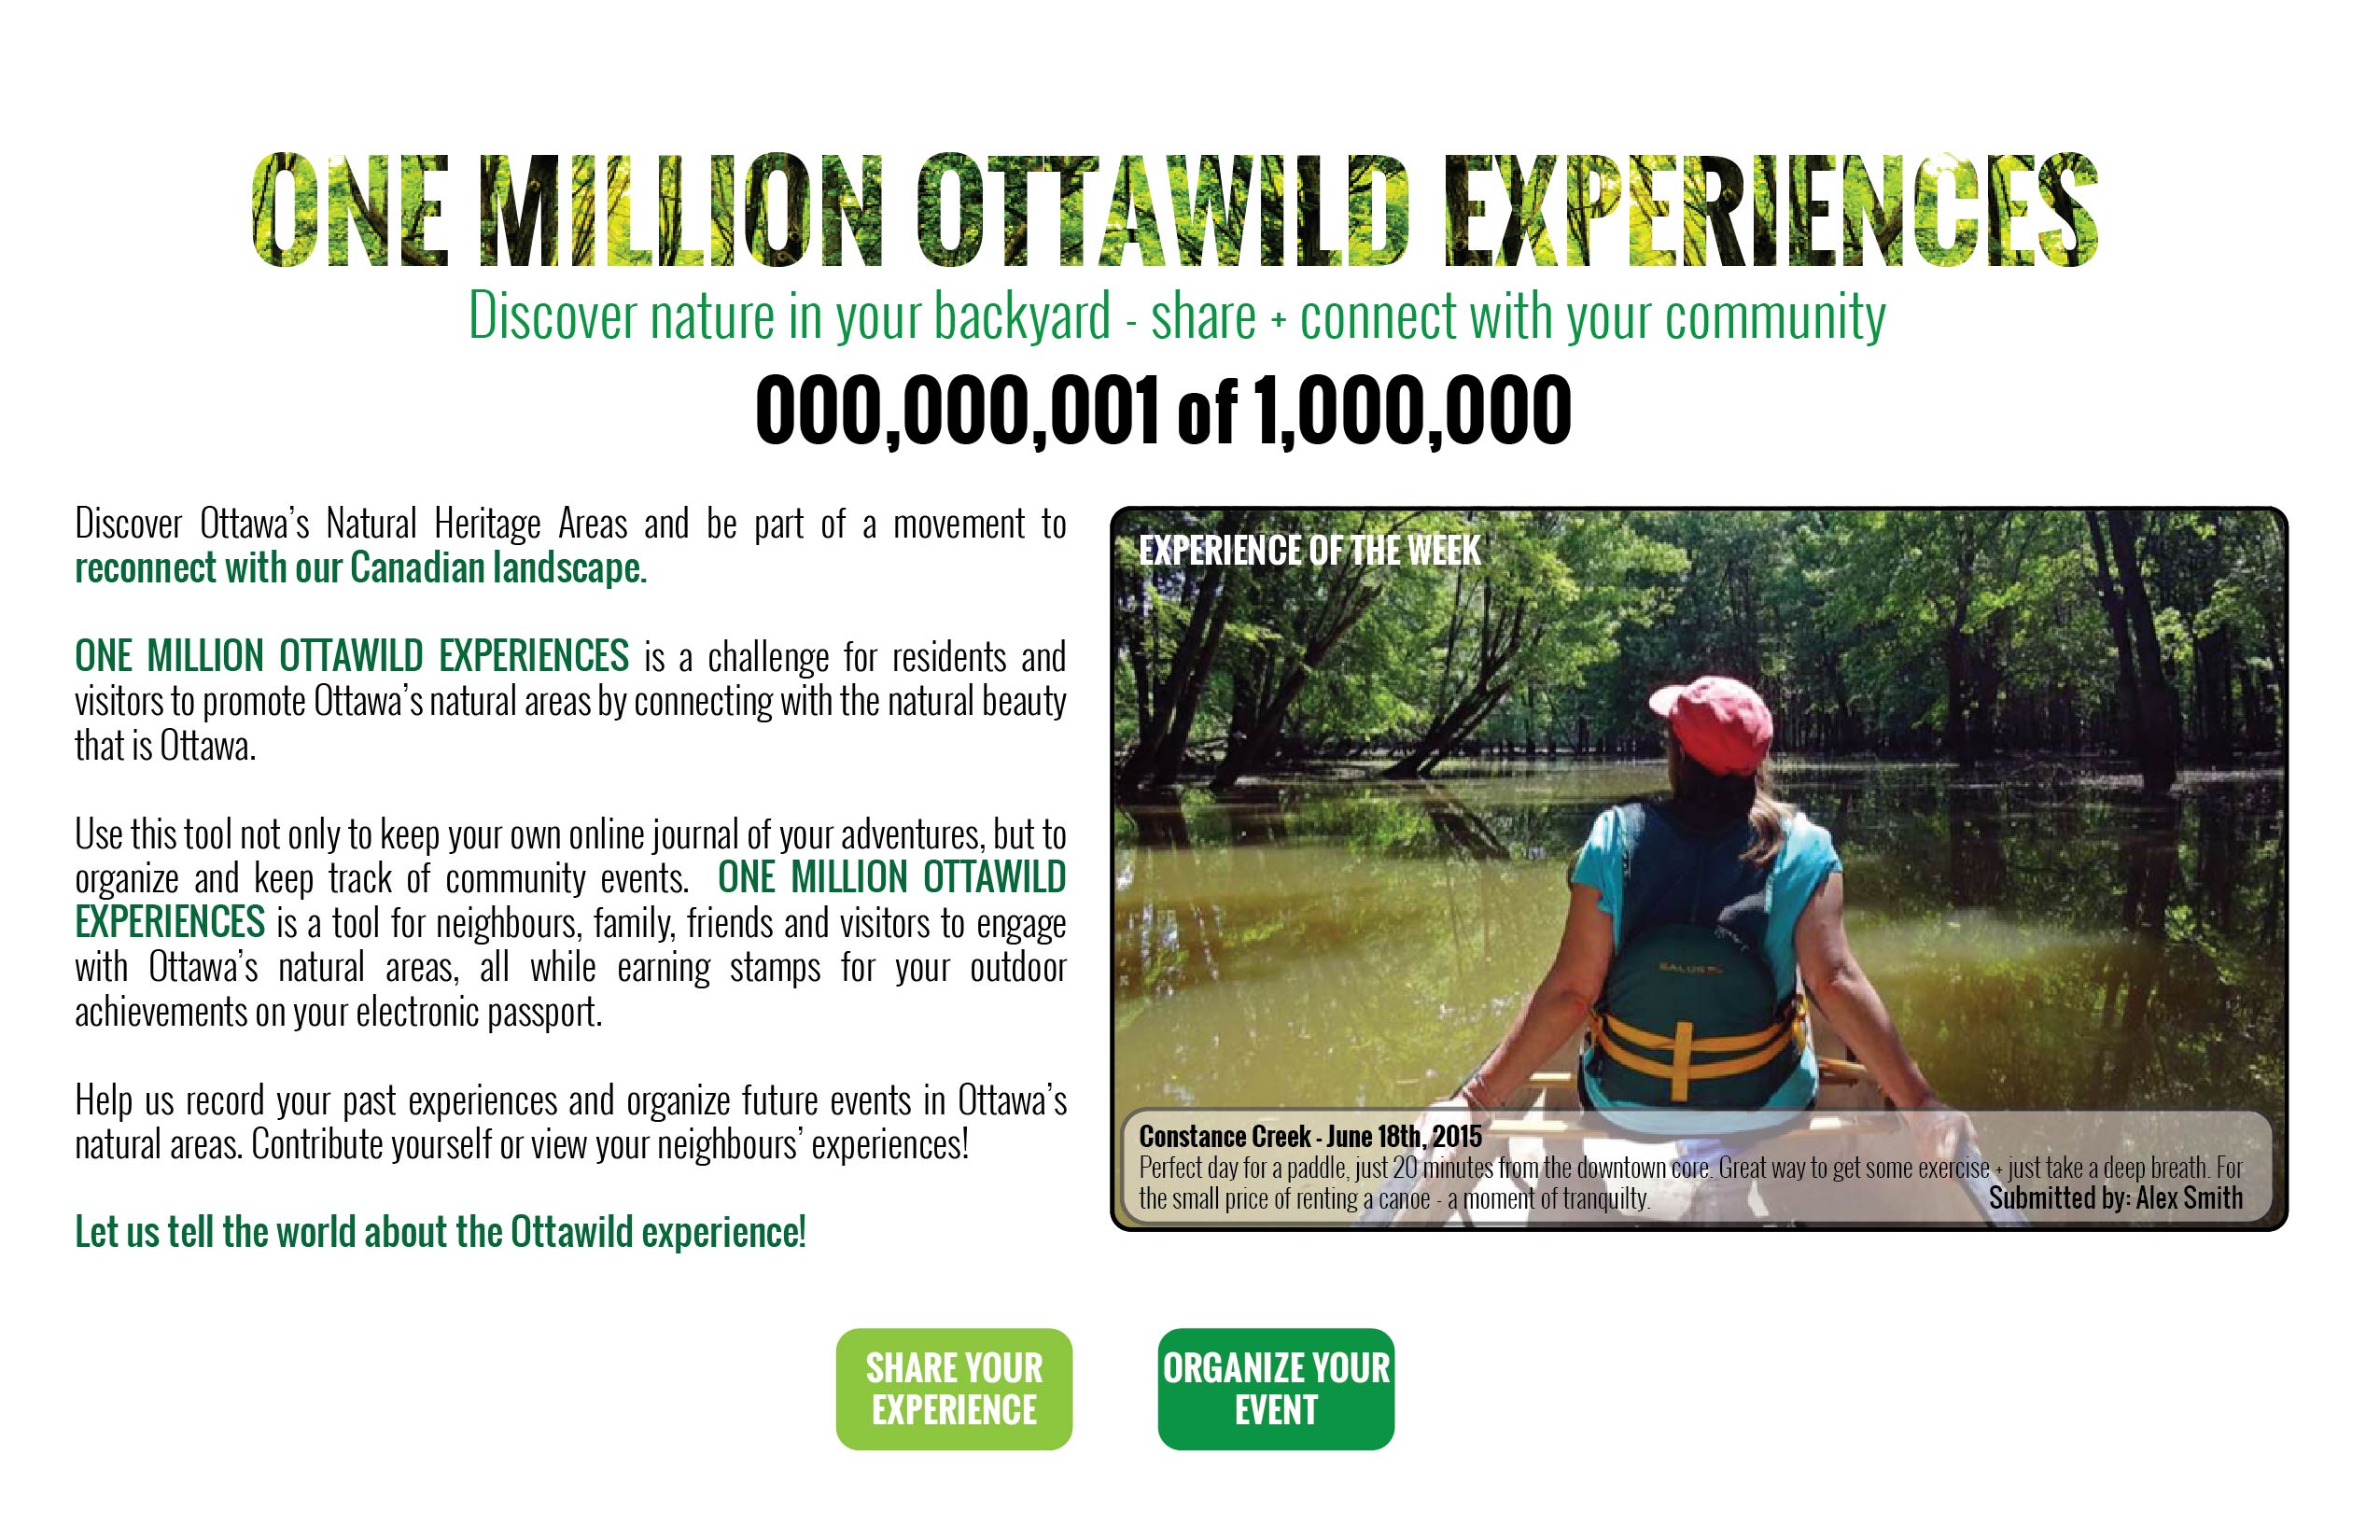 ONE MILLION OTTAWILD EXPERIENCES
Discover nature in your backyard - share + connect with your community
000,000,001 of 1,000,000
Discover Ottawa's Natural Heritage Areas and be part of a movement to
reconnect with our Canadian landscape.
ONE MILLION OTTAWILD EXPERIENCES is a challenge for residents and
visitors to promote Ottawa's natural areas by connecting with the natural beauty
that is Ottawa.
Use this tool not only to keep your own online journal of your adventures, but to
organize and keep track of community events. ONE MILLION OTTAWILD
EXPERIENCES is a tool for neighbours, family, friends and visitors to engage
with Ottawa's natural areas, all while earning stamps for your outdoor
achievements on your electronic passport.
Help us record your past experiences and organize future events in Ottawa's
natural areas. Contribute yourself or view your neighbours' experiences!
Let us tell the world about the Ottawild experience!
EXPERIENCE OF THE WEEK
SALUS
Constance Creek - June 18th, 2015
Perfect day for a paddle, just 20 minutes from the downtown core. Great way to get some exercise + just take a deep breath. For
the small price of renting a canoe - a moment of tranquilty.
Submitted by: Alex Smith
SHARE YOUR
EXPERIENCE
ORGANIZE YOUR
EVENT